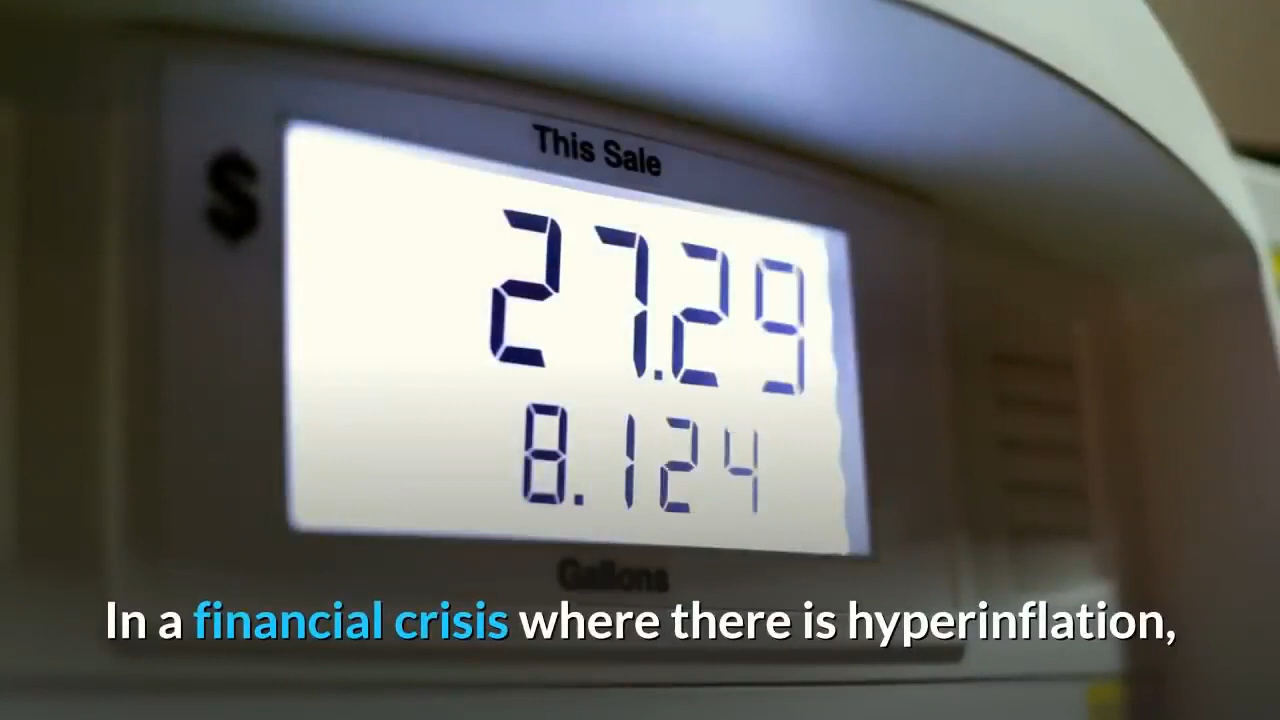 This Sale
$
27.29
8.124
Gallons
In a financial crisis where there is hyperinflation,